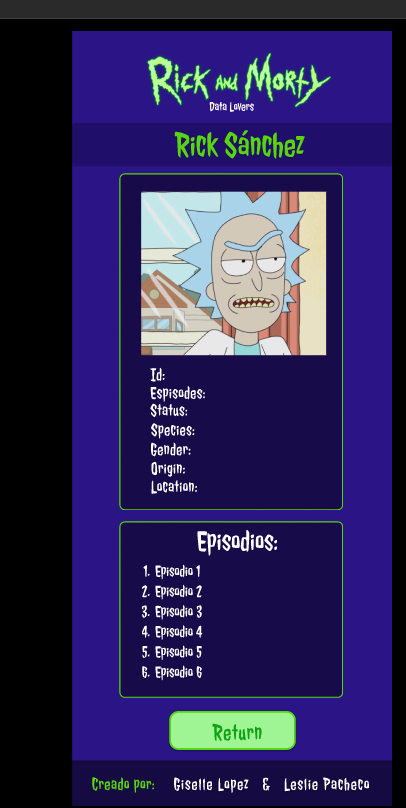 Rick and Morty
Data Lovers
Rick Sánchez
Id:
Espisodes:
Status:
Species:
Gender:
Origin:
Location:
Episodios:
1. Episodio 1
2. Episodio 2
3. Episodio 3
4. Episodio 4
5. Episodio 5
6. Episodio 6
Return
Creado por: Giselle Lopez & Leslie Pacheco